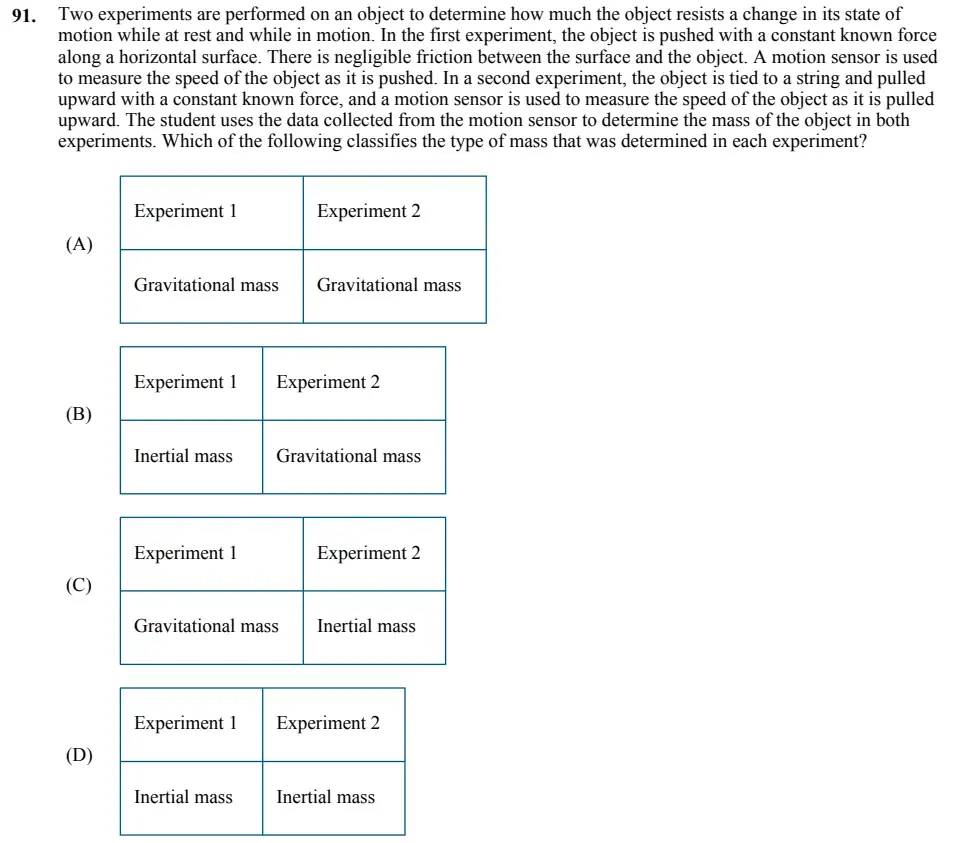 91. Two experiments are performed on an object to determine how much the object resists a change in its state of
motion while at rest and while in motion. In the first experiment, the object is pushed with a constant known force
along a horizontal surface. There is negligible friction between the surface and the object. A motion sensor is used
to measure the speed of the object as it is pushed. In a second experiment, the object is tied to a string and pulled
upward with a constant known force, and a motion sensor is used to measure the speed of the object as it is pulled
upward. The student uses the data collected from the motion sensor to determine the mass of the object in both
experiments. Which of the following classifies the type of mass that was determined in each experiment?
(A)
Experiment 1 Experiment 2
Gravitational mass Gravitational mass
(B)
Experiment 1 Experiment 2
Inertial mass Gravitational mass
(C)
Experiment 1 Experiment 2
Gravitational mass Inertial mass
(D)
Experiment 1 Experiment 2
Inertial mass Inertial mass